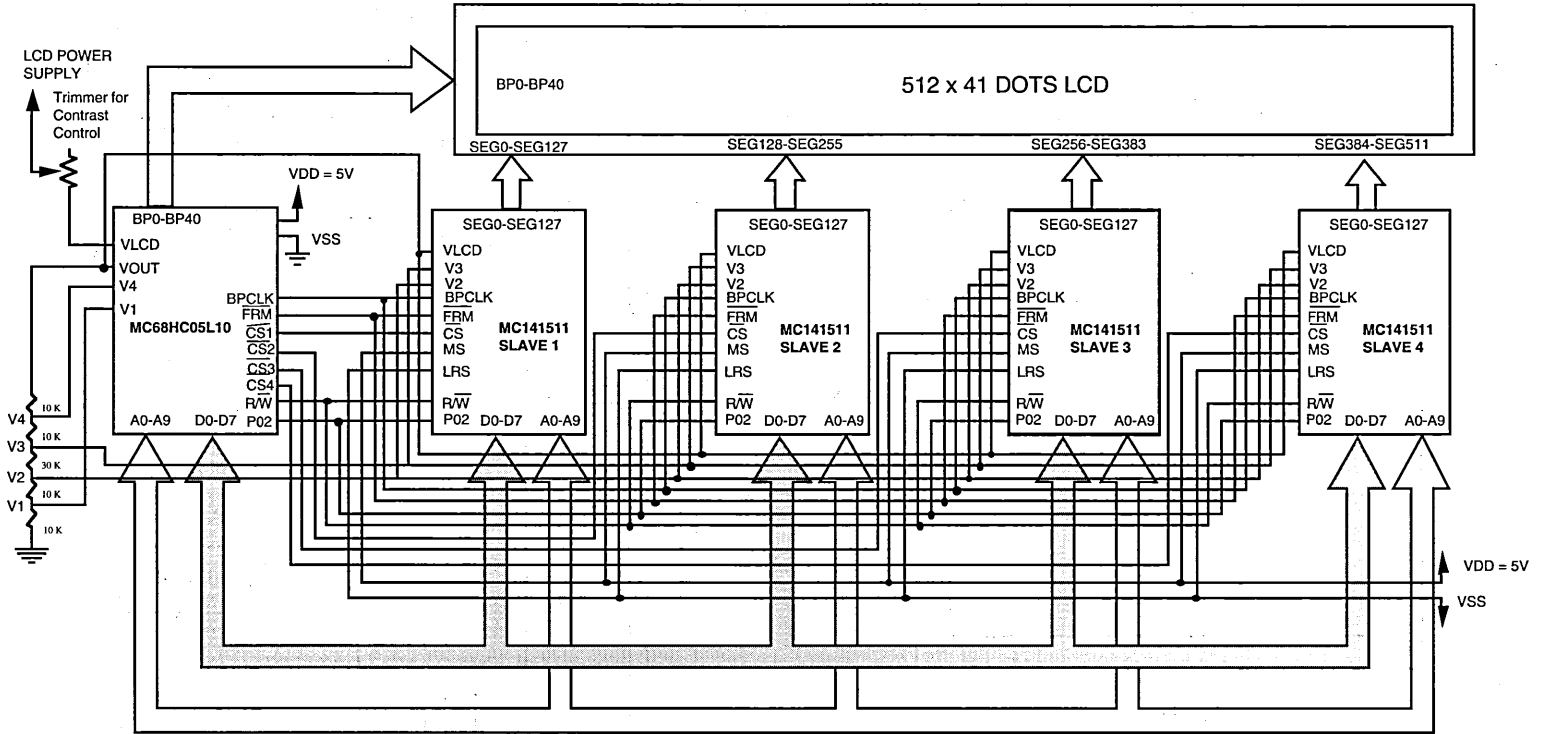 LCD POWER
SUPPLY
Trimmer for
Contrast
Control
BP0-BP40
512 x 41 DOTS LCD
SEG0-SEG127
SEG128-SEG255
SEG256-SEG383
SEG384-SEG511
VDD = 5V
VSS
BP0-BP40
VLCD
VOUT
V4
V1
MC68HC05L10
BPCLK
FRM
CS1
CS2
CS3
CS4
R/W
P02
A0-A9
D0-D7
SEG0-SEG127
VLCD
V3
V2
BPCLK
FRM
CS
MS
LRS
R/W
P02
MC141511
SLAVE 1
D0-D7
A0-A9
SEG0-SEG127
VLCD
V3
V2
BPCLK
FRM
CS
MS
LRS
R/W
P02
MC141511
SLAVE 2
D0-D7
A0-A9
SEG0-SEG127
VLCD
V3
V2
BPCLK
FRM
CS
MS
LRS
R/W
P02
MC141511
SLAVE 3
D0-D7
A0-A9
SEG0-SEG127
VLCD
V3
V2
BPCLK
FRM
CS
MS
LRS
R/W
P02
MC141511
SLAVE 4
D0-D7
A0-A9
10 K
V4
10 K
V3
30 K
V2
10 K
V1
10 K
VDD = 5V
VSS